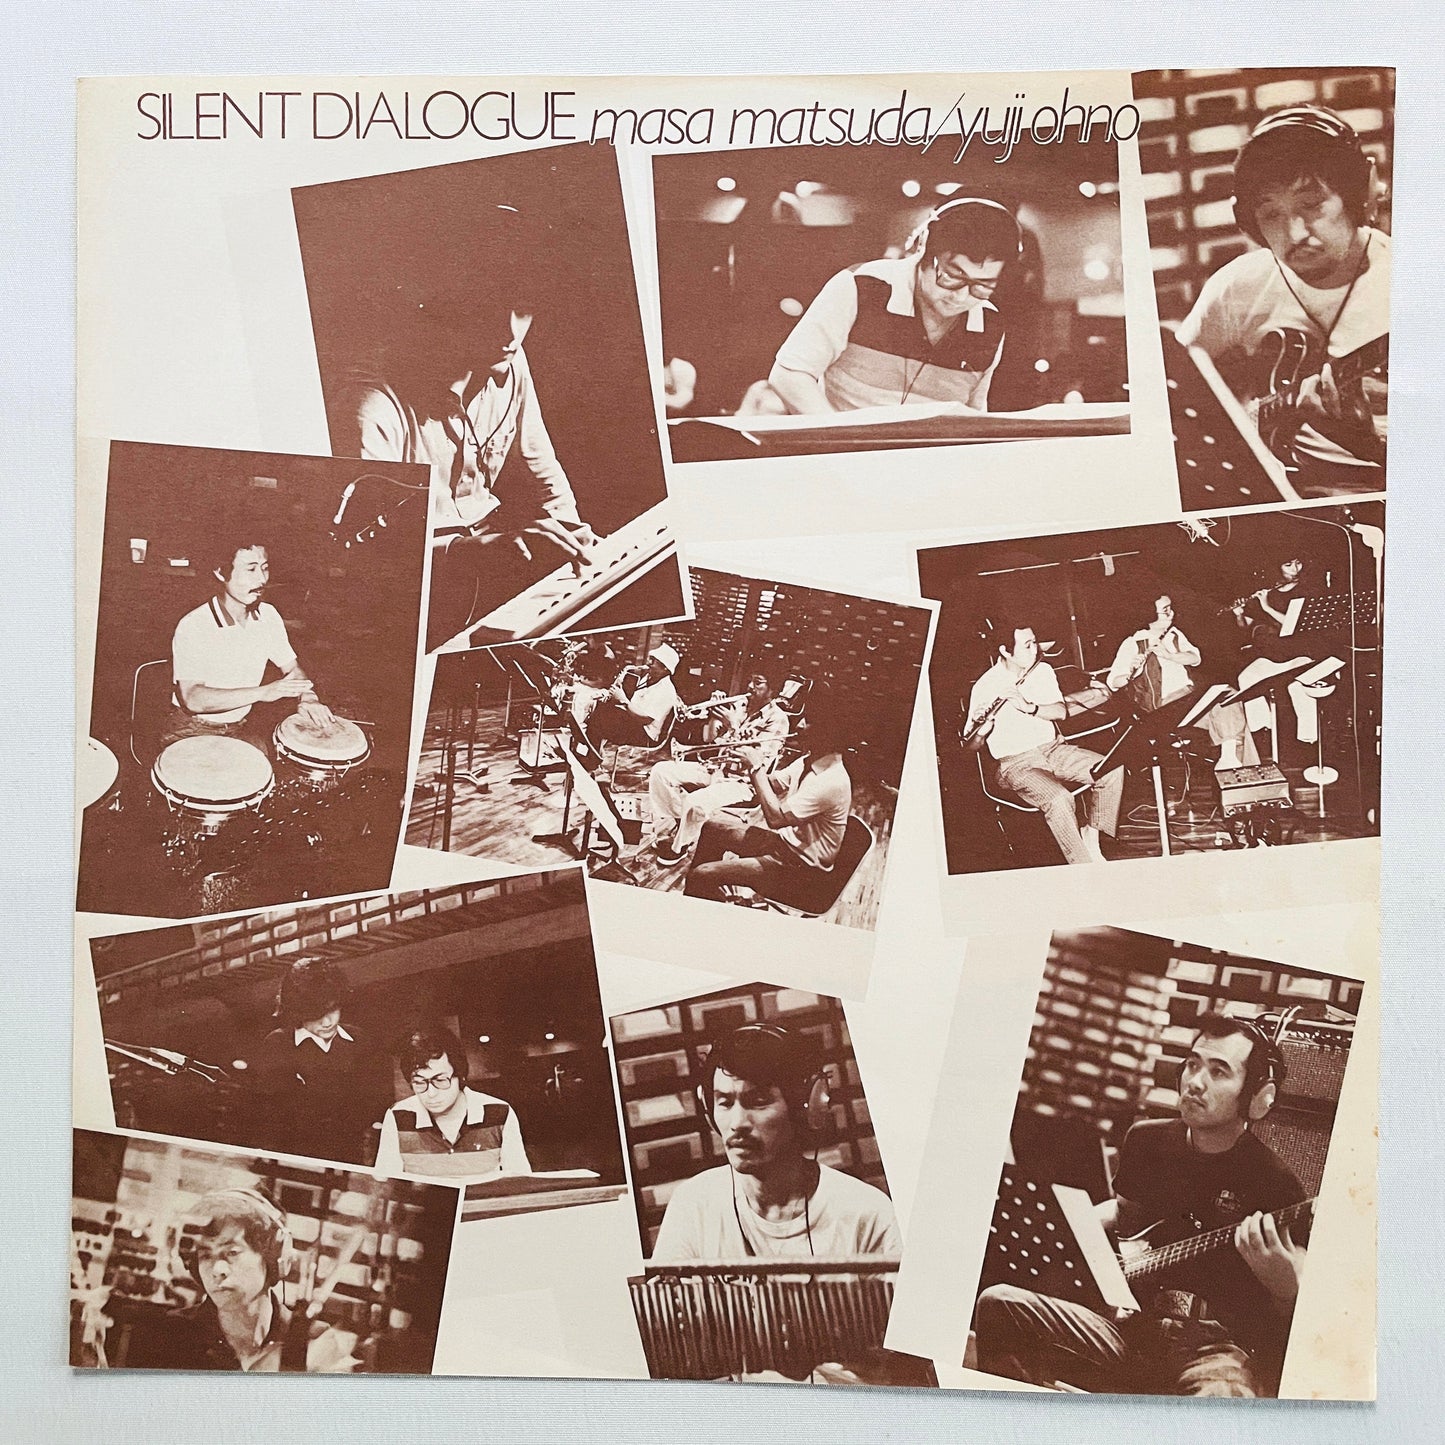 SILENT DIALOGUE masa matsuda/yuji ohno